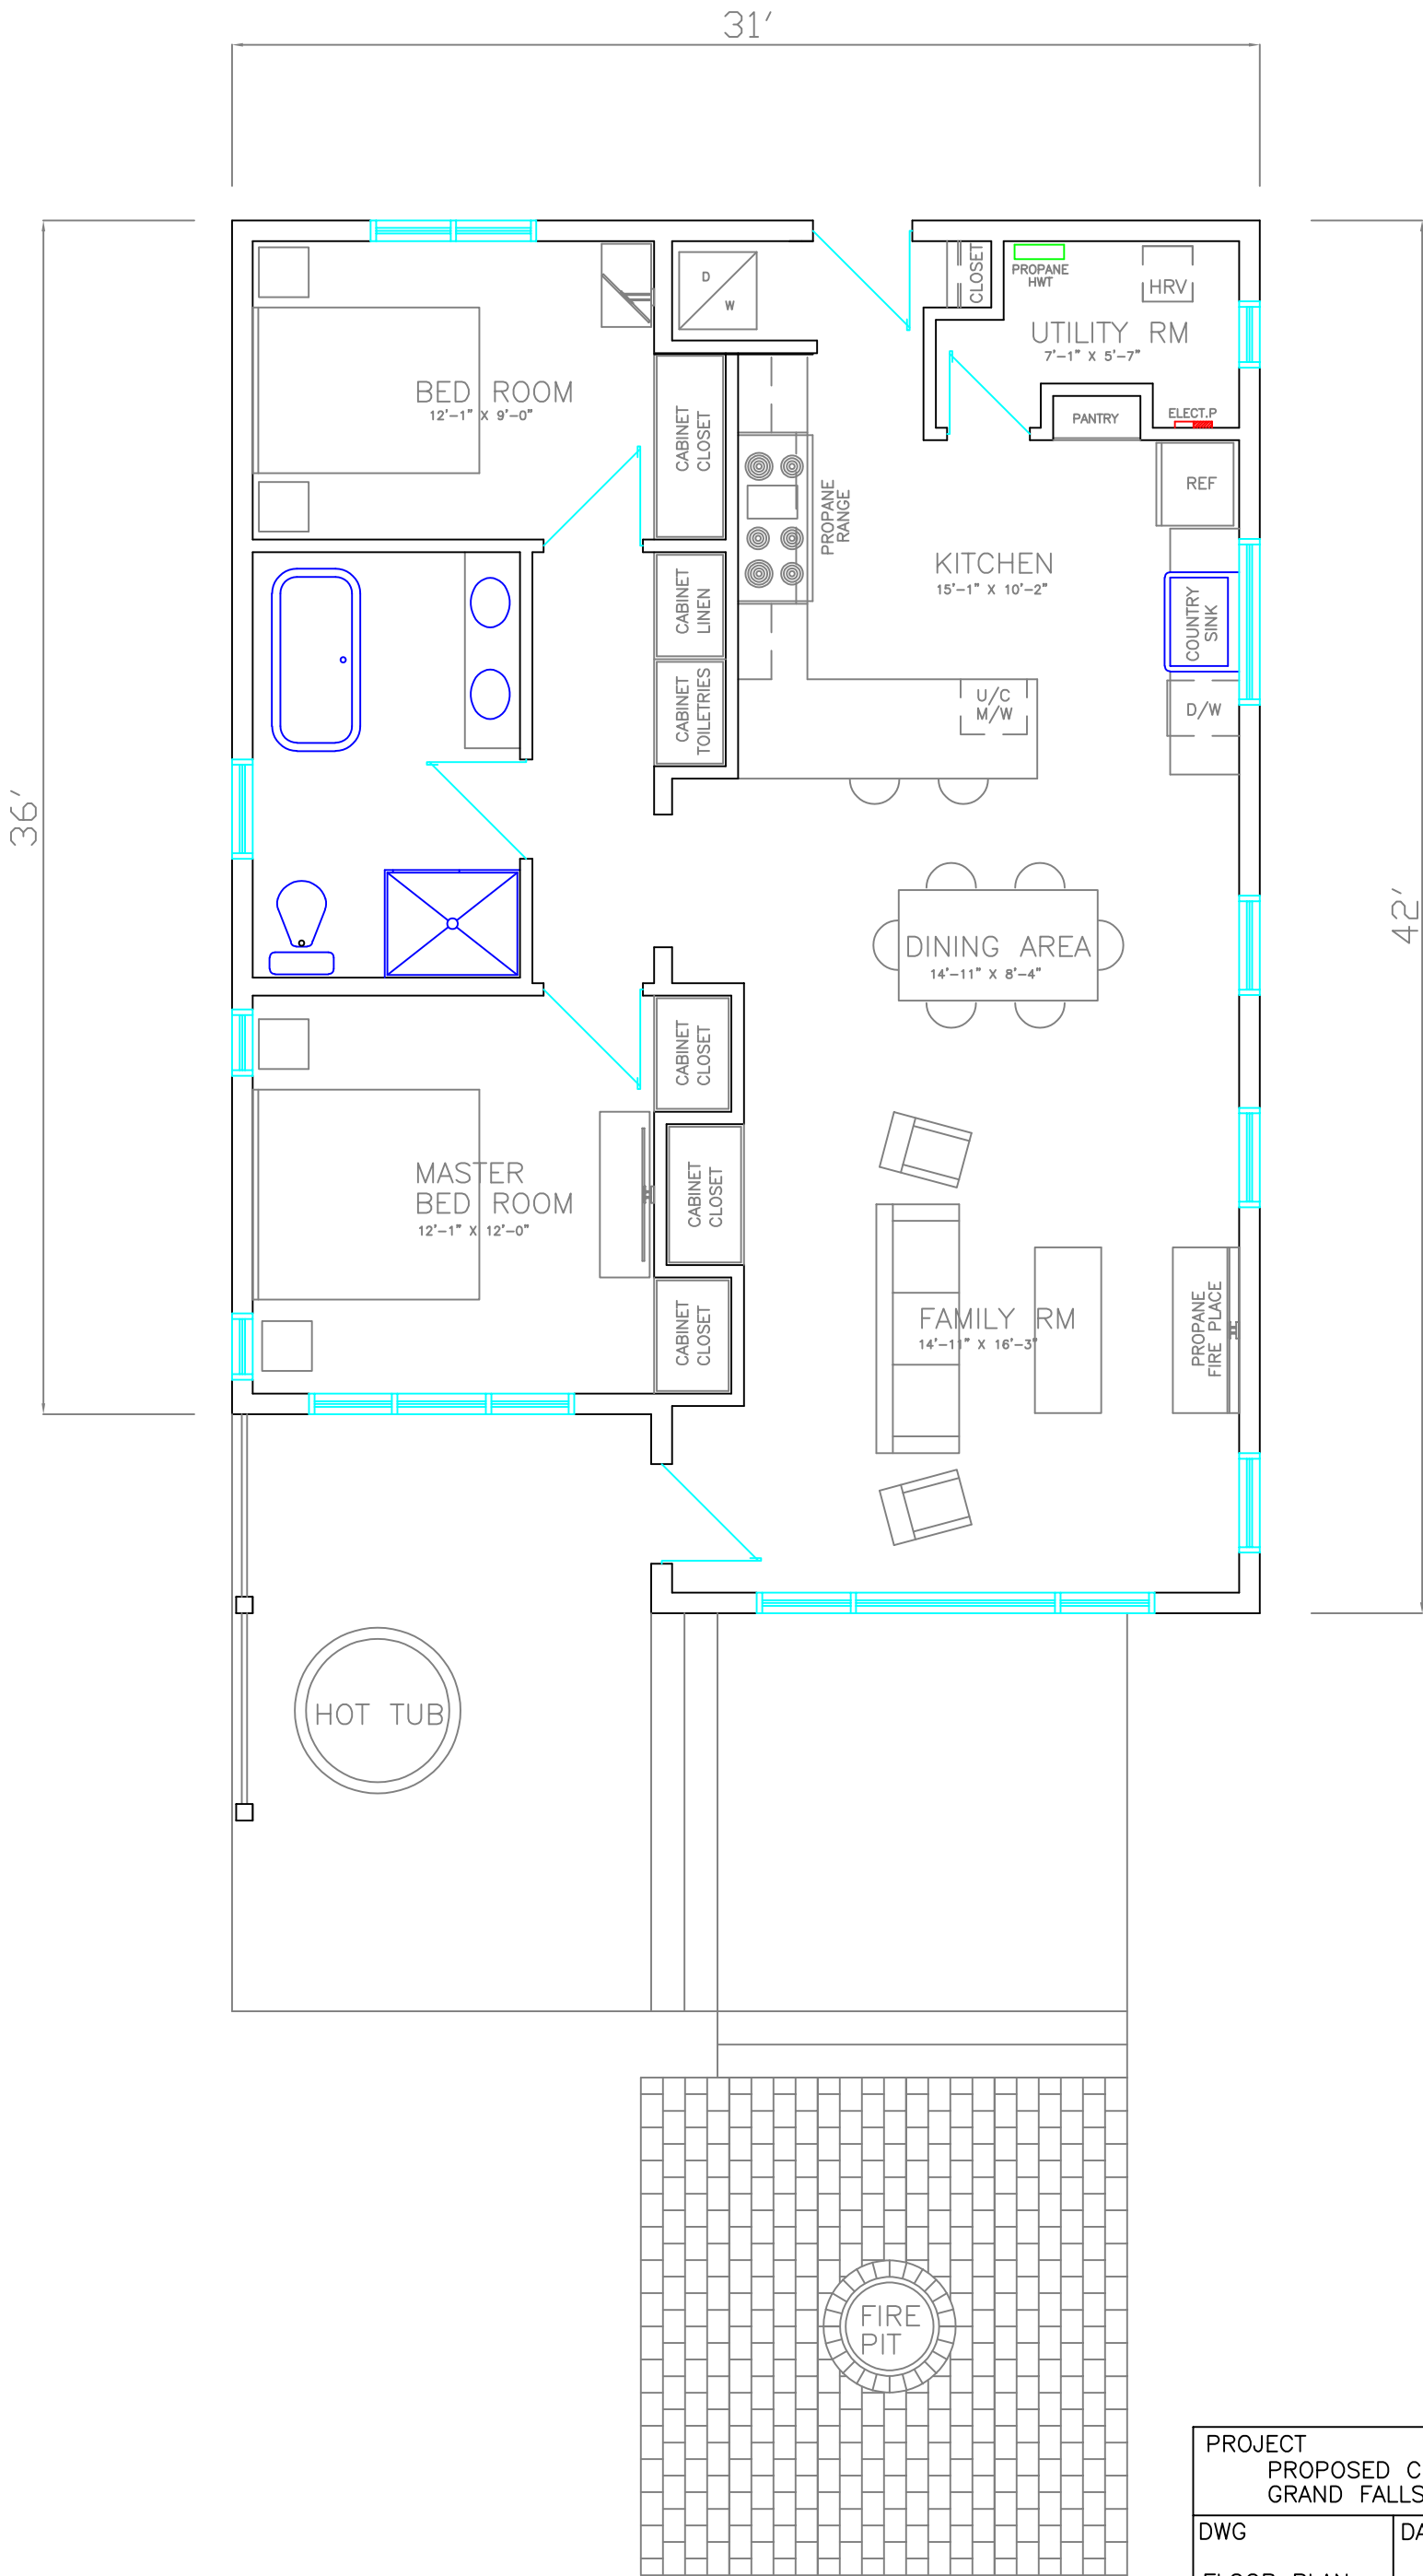 31'
36'
42'
D
W
CLOSET
PROPANE
HWT
HRV
UTILITY RM
7'-1" X 5'-7"
BED ROOM
12'-1" X 9'-0"
CABINET
CLOSET
PANTRY
ELECT.P
REF
PROPANE
RANGE
KITCHEN
15'-1" X 10'-2"
CABINET
LINEN
COUNTRY
SINK
CABINET
TOILETRIES
U/C
M/W
D/W
DINING AREA
14'-11" X 8'-4"
CABINET
CLOSET
MASTER
BED ROOM
12'-1" X 12'-0"
CABINET
CLOSET
CABINET
CLOSET
FAMILY RM
14'-11" X 16'-3"
PROPANE
FIRE PLACE
HOT TUB
FIRE
PIT
PROJECT
PROPOSED C
GRAND FALLS
DWG
DA
FLOOR PLAN